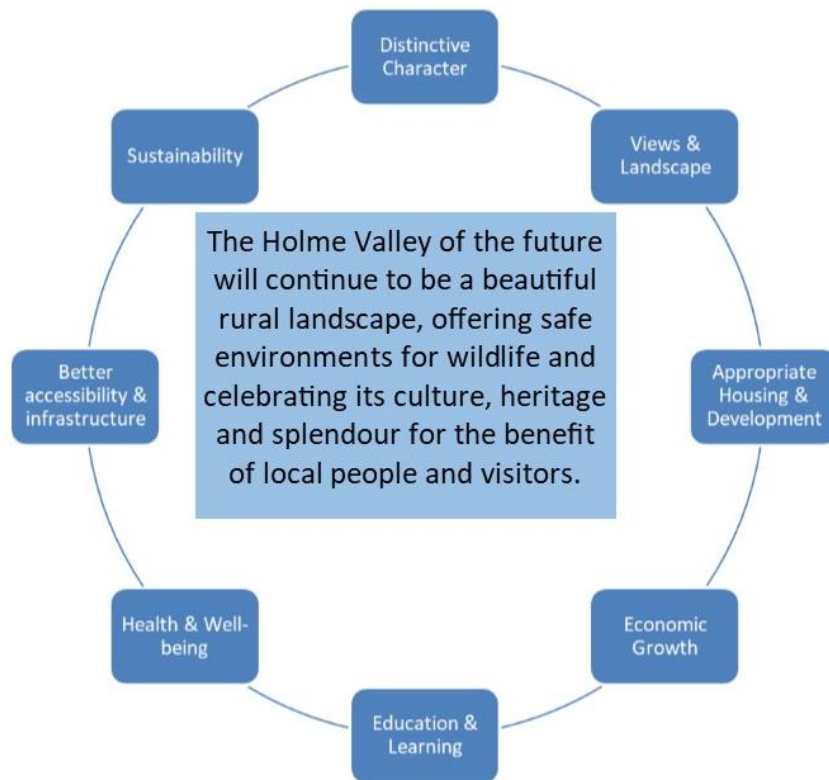 Distinctive
Character
Views &
Landscape
Appropriate
Housing &
Development
Economic
Growth
Education &
Learning
Health & Well-
being
Better
accessibility &
infrastructure
Sustainability
The Holme Valley of the future
will continue to be a beautiful
rural landscape, offering safe
environments for wildlife and
celebrating its culture, heritage
and splendour for the benefit
of local people and visitors.